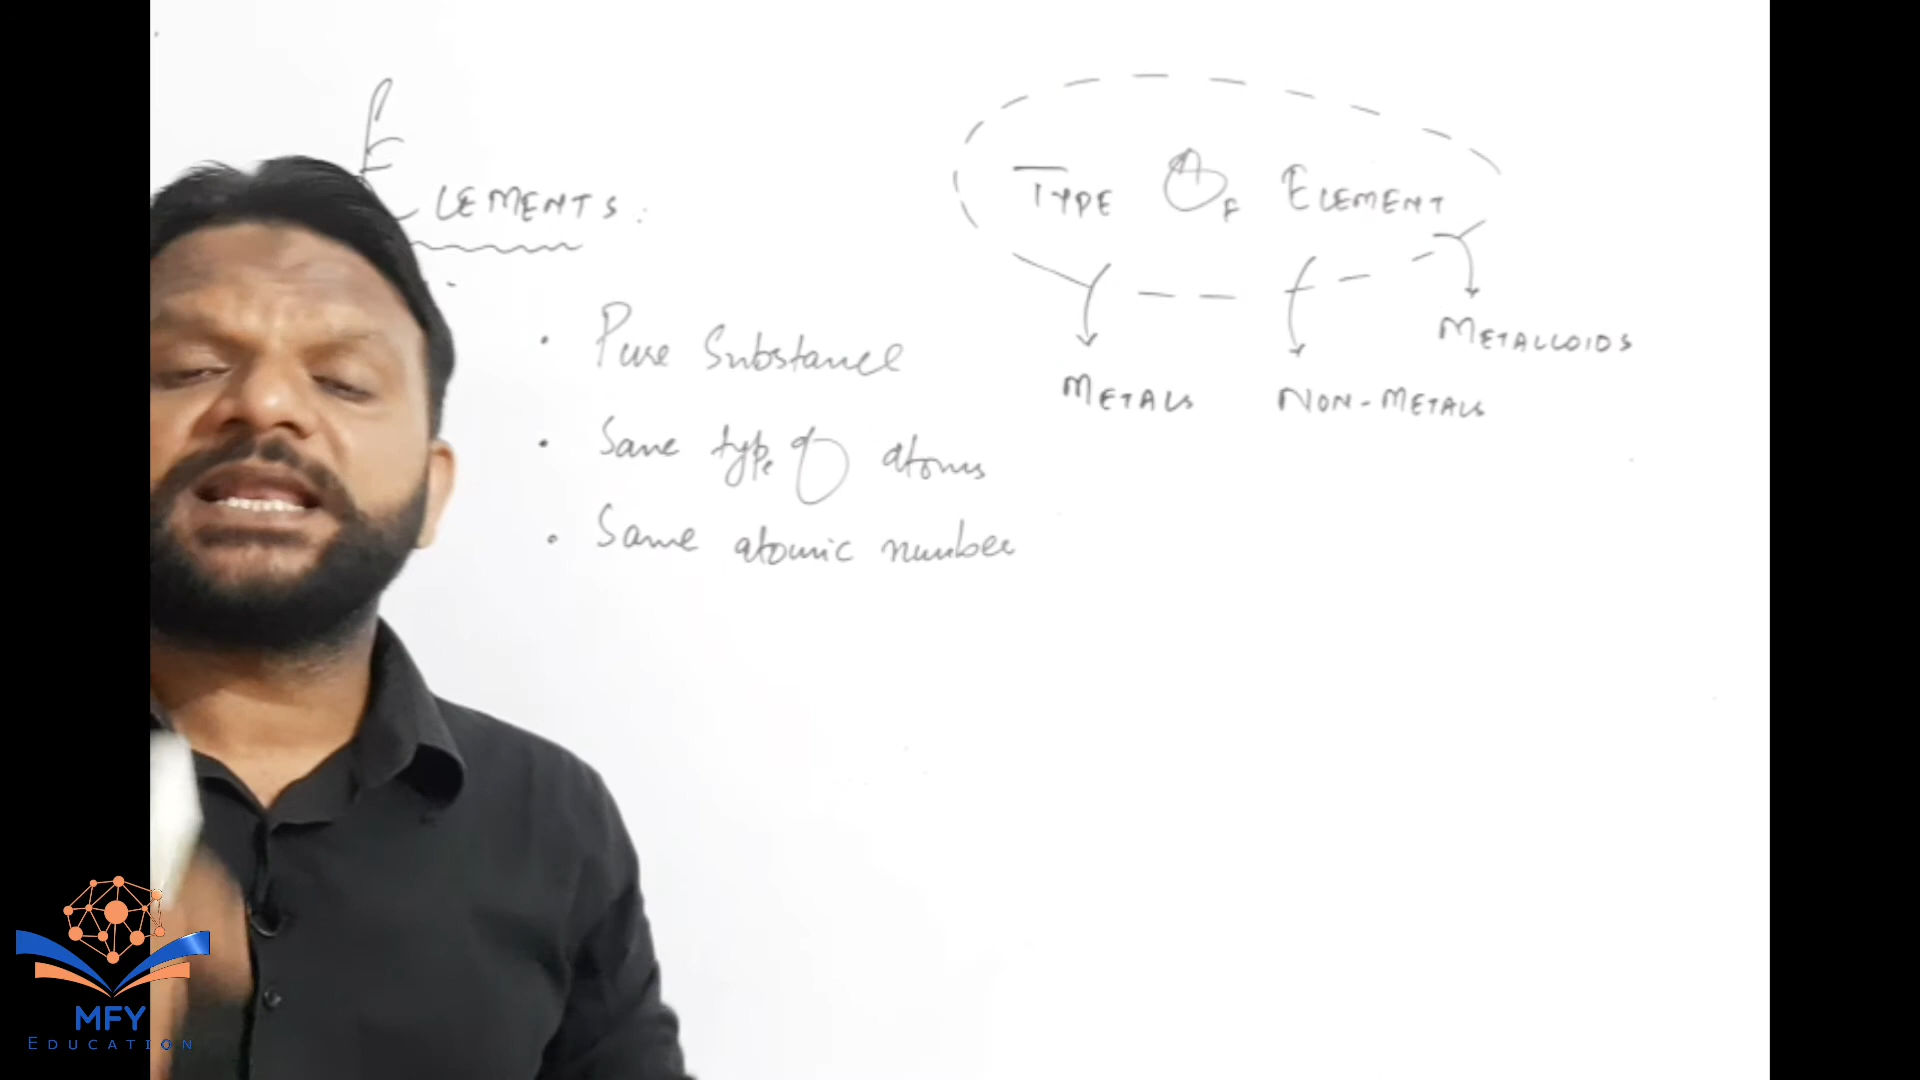 E
ELEMENTS:
• Pure Substance
• Same type of atoms
• Same atomic number
TYPE OF ELEMENT
METALS
NON-METALS
METALLOIDS
MFY
EDUCATION